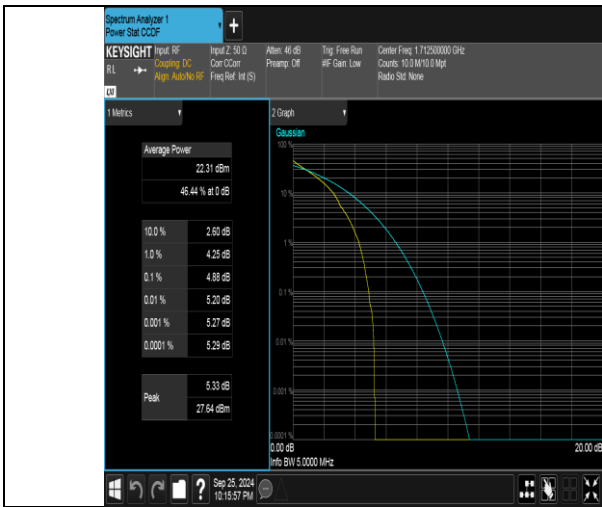 Spectrum Analyzer 1
Power Stat CCDF
+
KEYSIGHT Input: RF Input Z: 50 Ω Atten: 46 dB Trig: Free Run Center Freq: 1.712500000 GHz
R L Coupling: DC Corr CCorr Preamp: Off #IF Gain: Low Counts: 10.0 M/10.0 Mpt
Align: Auto/No RF Freq Ref: Int (S) Radio Std: None
LXI
1 Metrics
Average Power
22.31 dBm
46.44 % at 0 dB
10.0 % 2.60 dB
1.0 % 4.25 dB
0.1 % 4.88 dB
0.01 % 5.20 dB
0.001 % 5.27 dB
0.0001 % 5.29 dB
Peak 5.33 dB
27.64 dBm
2 Graph
Gaussian
100 %
10 %
1 %
0.1 %
0.01 %
0.001 %
0.0001 %
0.00 dB 20.00 dB
Info BW 5.0000 MHz
? Sep 25, 2024
10:15:57 PM